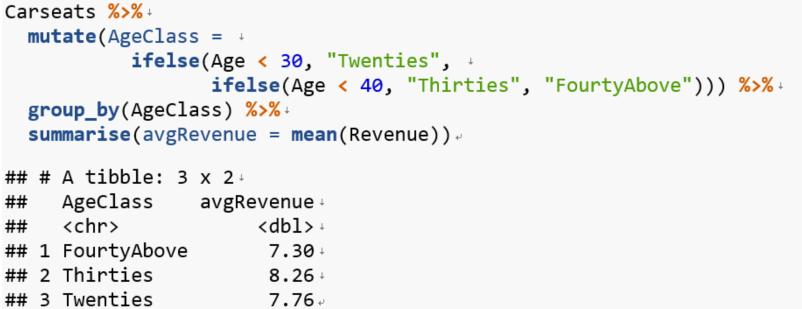 Carseats %>%↓
  mutate(AgeClass =  ↓
          ifelse(Age < 30, "Twenties",  ↓
                ifelse(Age < 40, "Thirties", "FourtyAbove"))) %>%↓
  group_by(AgeClass) %>%↓
  summarise(avgRevenue = mean(Revenue))↵
## # A tibble: 3 x 2↓
##   AgeClass    avgRevenue↓
##   <chr>            <dbl>↓
## 1 FourtyAbove       7.30↓
## 2 Thirties          8.26↓
## 3 Twenties          7.76↵